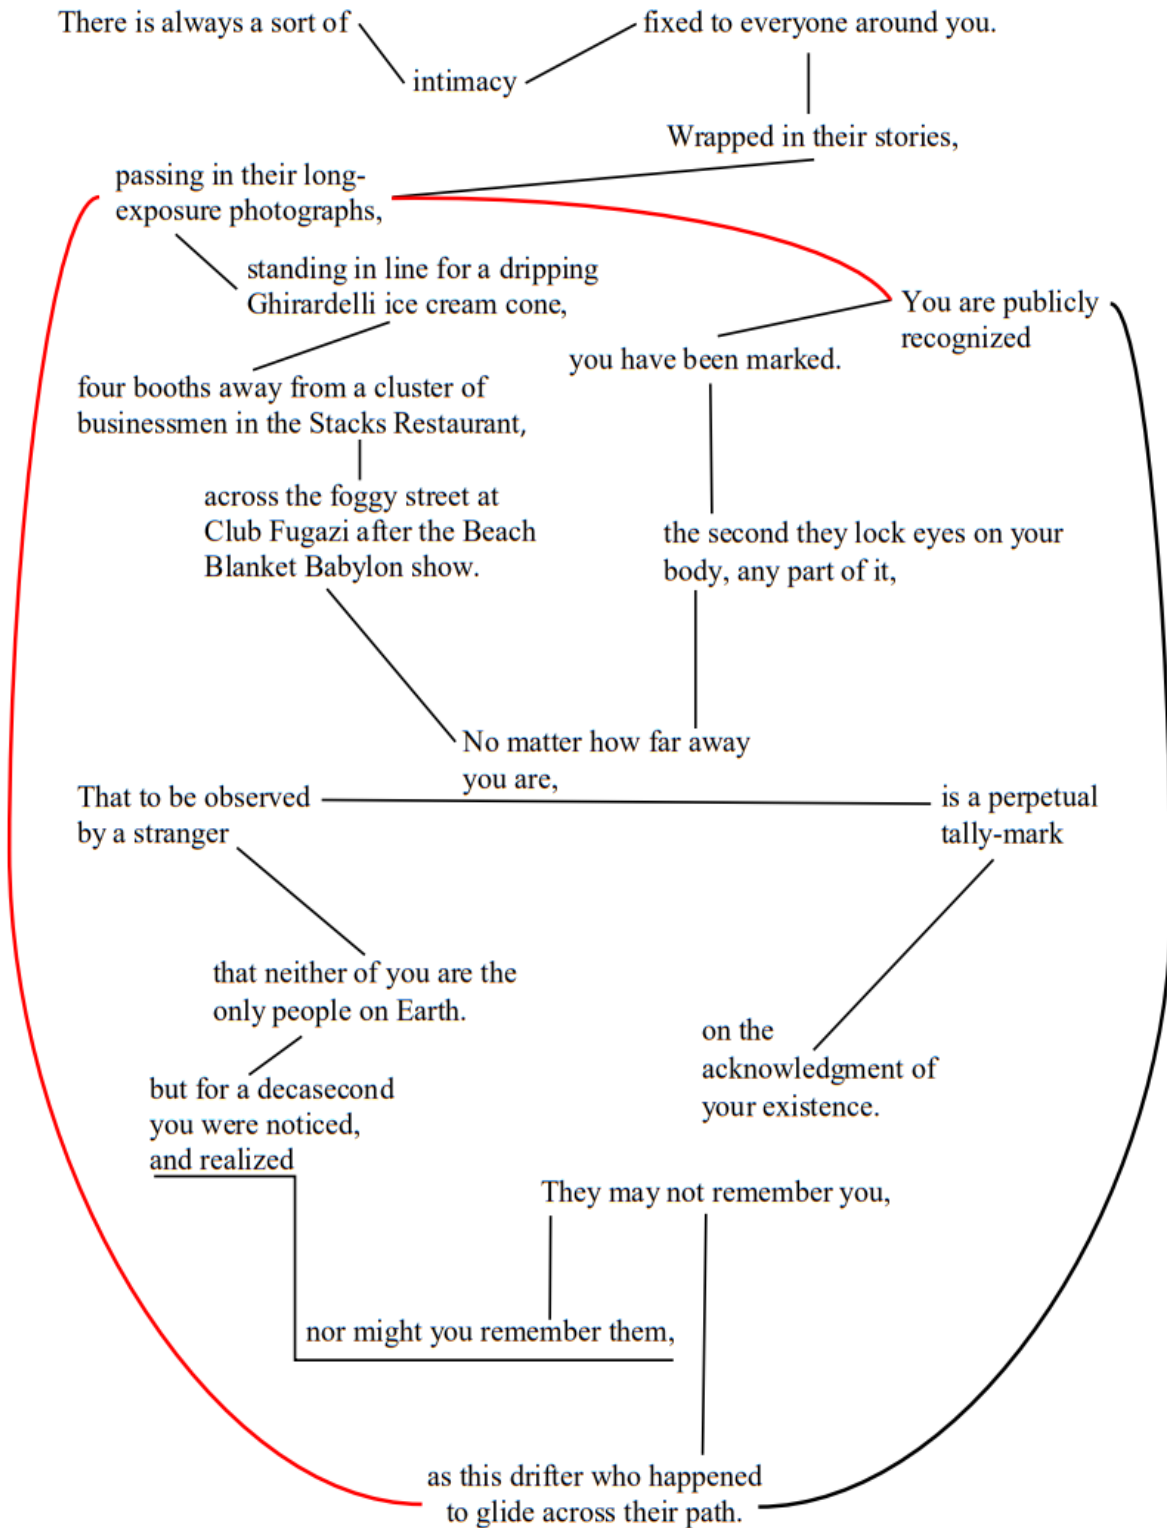 There is always a sort of
intimacy
fixed to everyone around you.
Wrapped in their stories,
passing in their long-
exposure photographs,
standing in line for a dripping
Ghirardelli ice cream cone,
four booths away from a cluster of
businessmen in the Stacks Restaurant,
across the foggy street at
Club Fugazi after the Beach
Blanket Babylon show.
No matter how far away
you are,
the second they lock eyes on your
body, any part of it,
you have been marked.
You are publicly
recognized
as this drifter who happened
to glide across their path.
They may not remember you,
nor might you remember them,
but for a decasecond
you were noticed,
and realized
that neither of you are the
only people on Earth.
That to be observed
by a stranger
is a perpetual
tally-mark
on the
acknowledgment of
your existence.